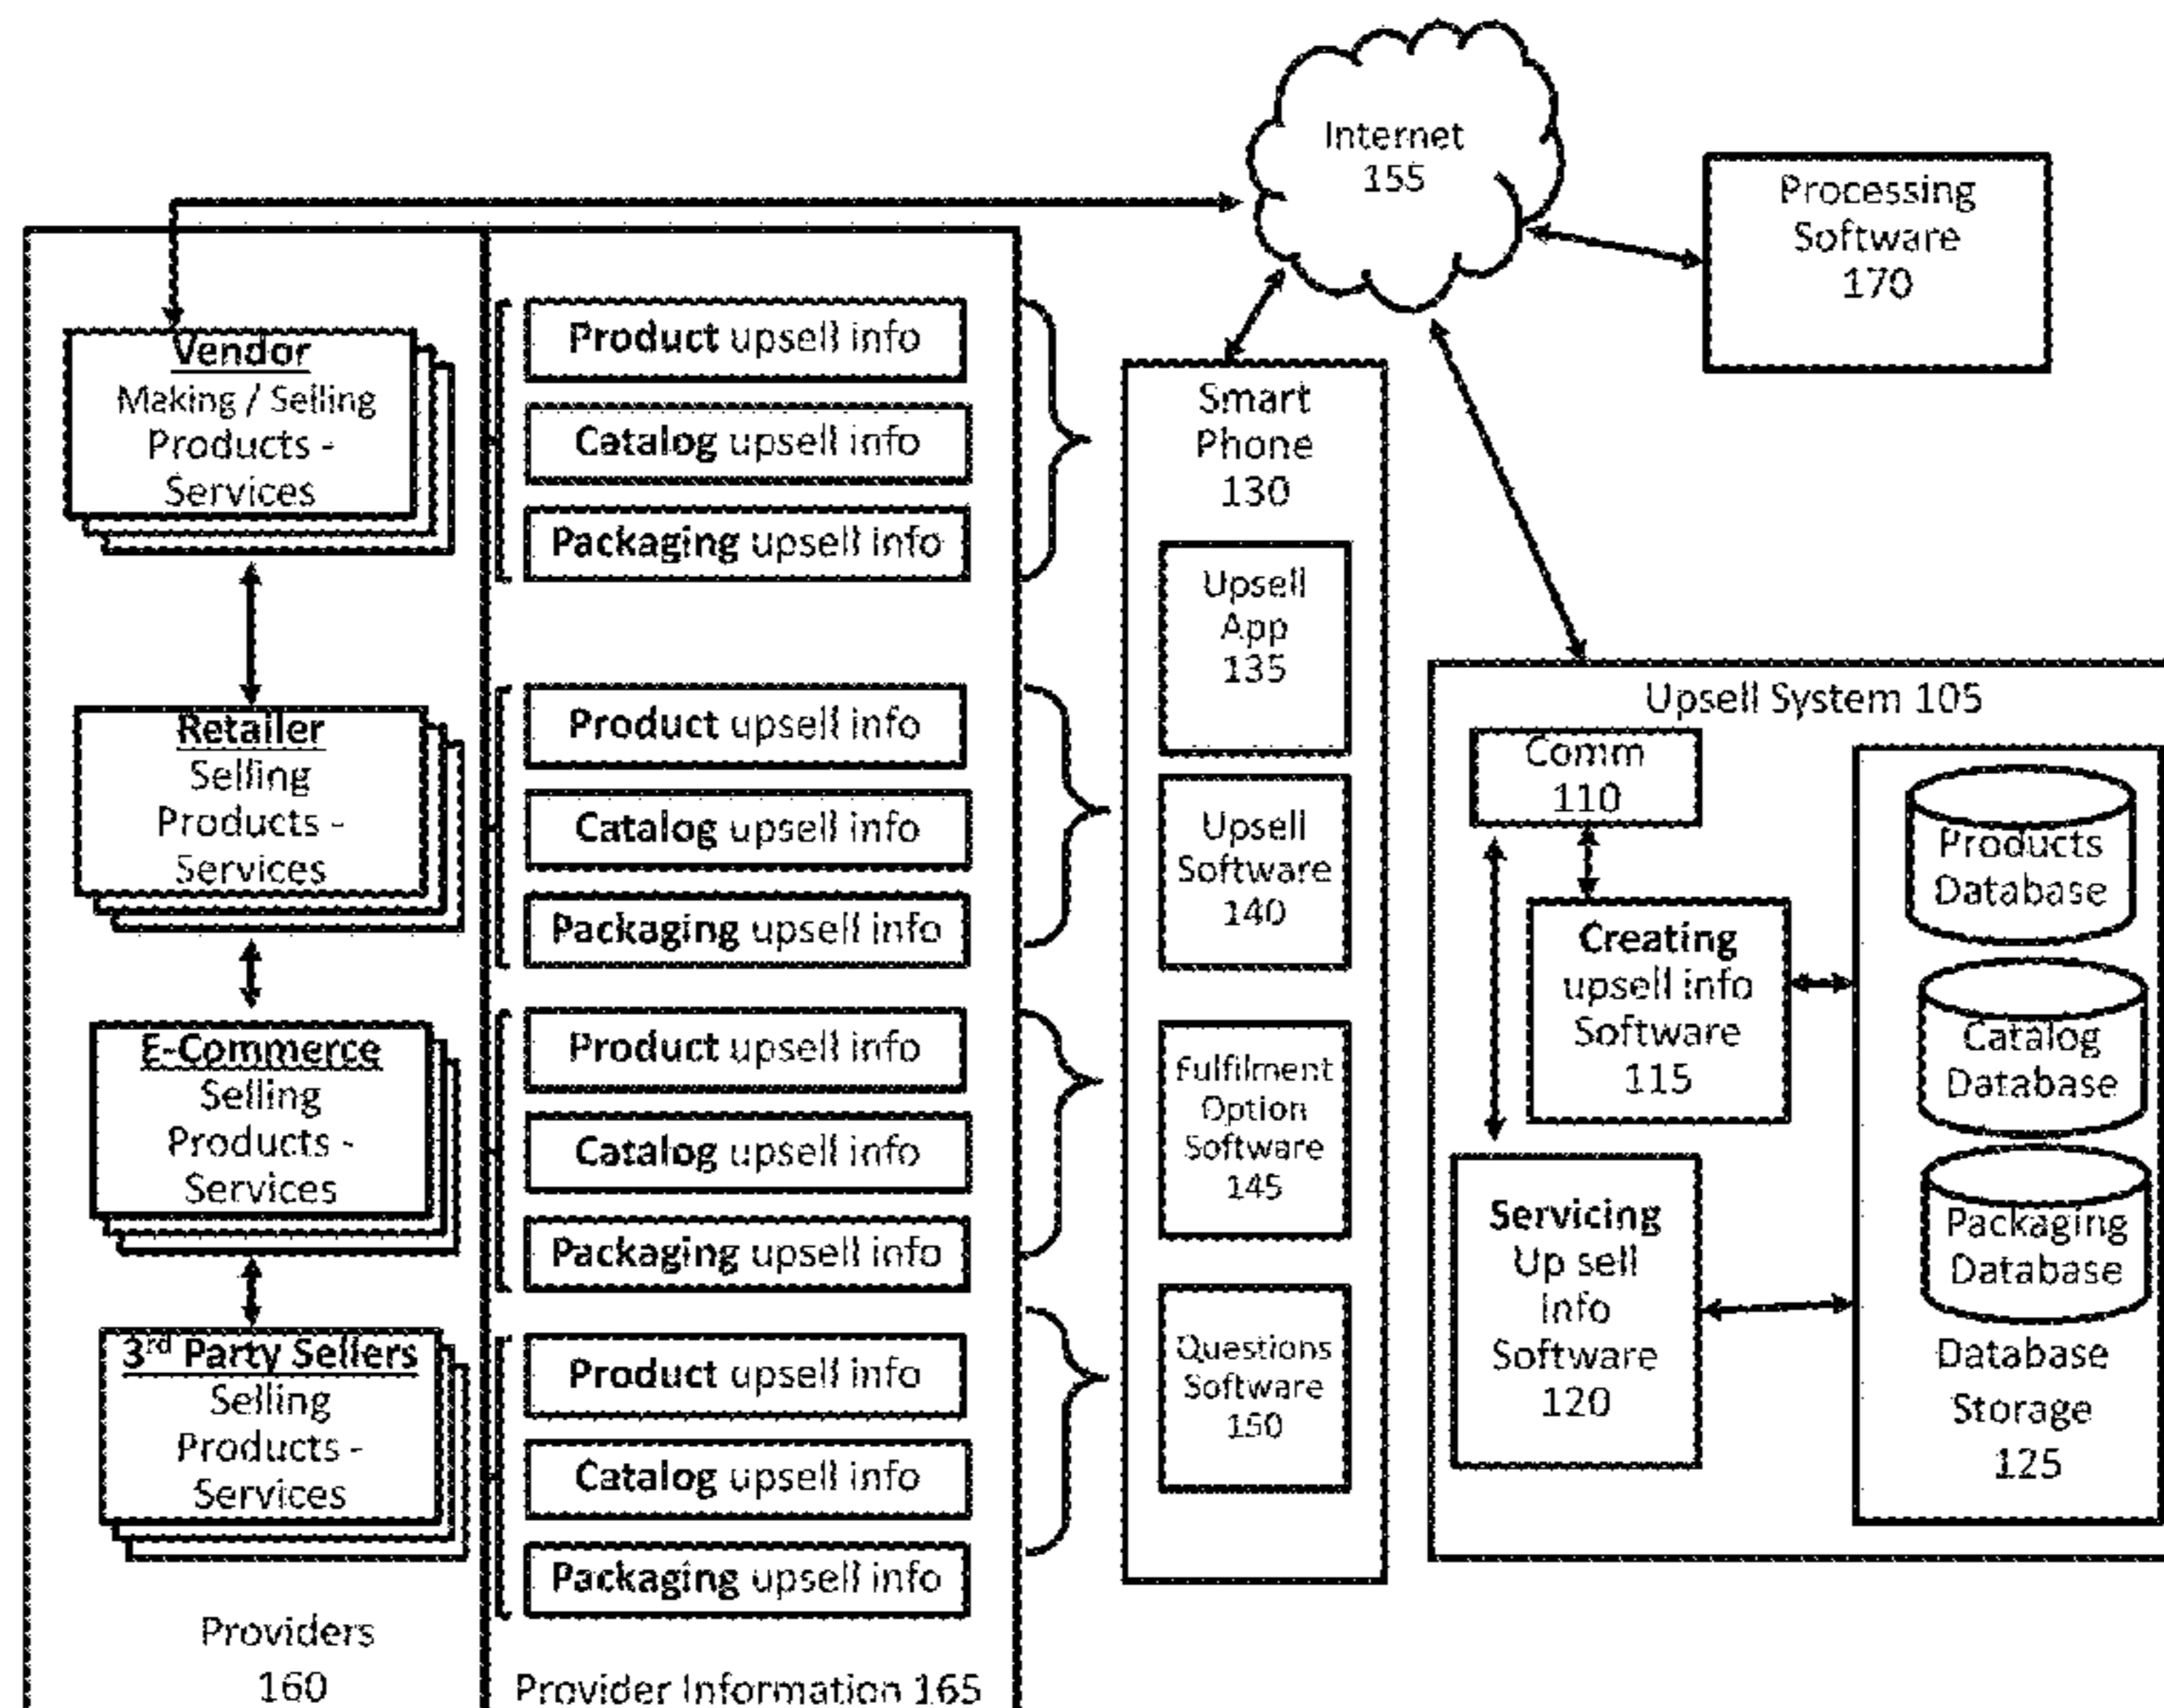 Internet
155
Processing
Software
170
Vendor
Making / Selling
Products -
Services
Retailer
Selling
Products -
Services
E-Commerce
Selling
Products -
Services
3rd Party Sellers
Selling
Products -
Services
Providers
160
Product upsell info
Catalog upsell info
Packaging upsell info
Product upsell info
Catalog upsell info
Packaging upsell info
Product upsell info
Catalog upsell info
Packaging upsell info
Product upsell info
Catalog upsell info
Packaging upsell info
Provider Information 165
Smart
Phone
130
Upsell
App
135
Upsell
Software
140
Fulfilment
Option
Software
145
Questions
Software
150
Upsell System 105
Comm
110
Creating
upsell info
Software
115
Servicing
Up sell
info
Software
120
Products
Database
Catalog
Database
Packaging
Database
Database
Storage
125